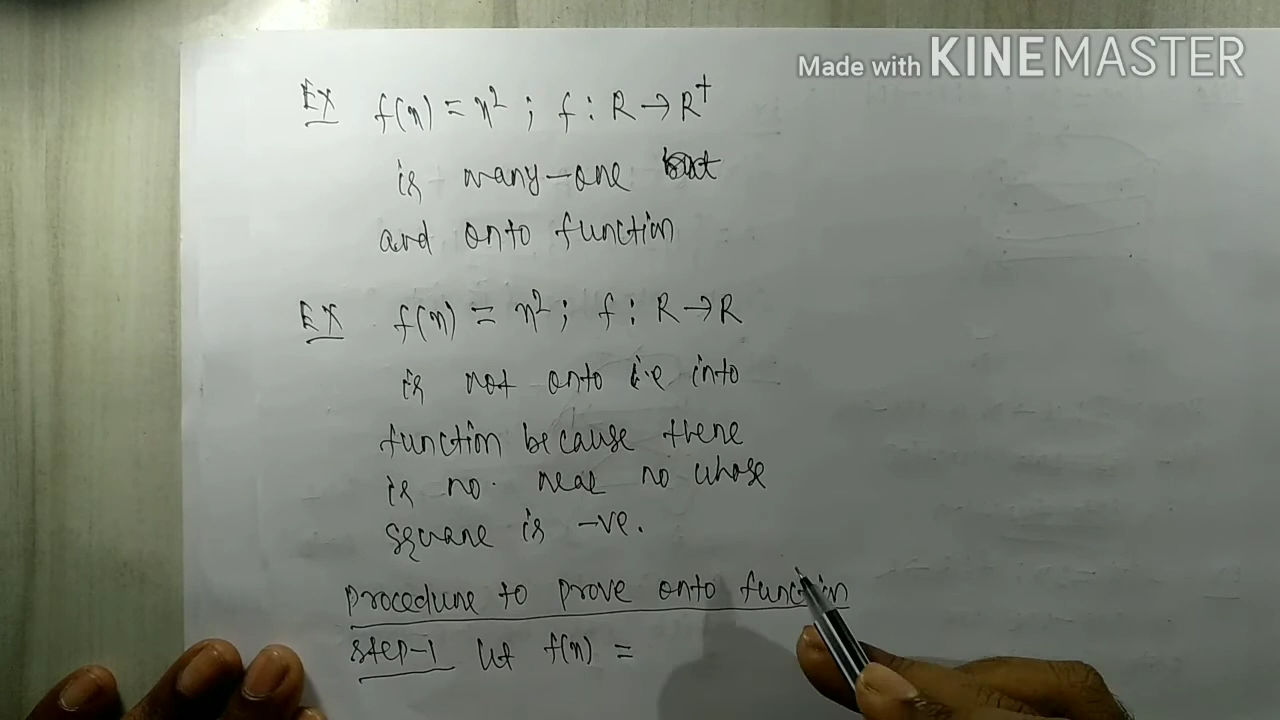 Made with KINEMASTER
Ex f(x) = x² ; f : R → R⁺
is many-one
and onto function
Ex f(x) = x² ; f : R → R
is not onto i.e into
function because there
is no. real no whose
square is -ve.
Procedure to prove onto function
Step-1 Let f(x) =